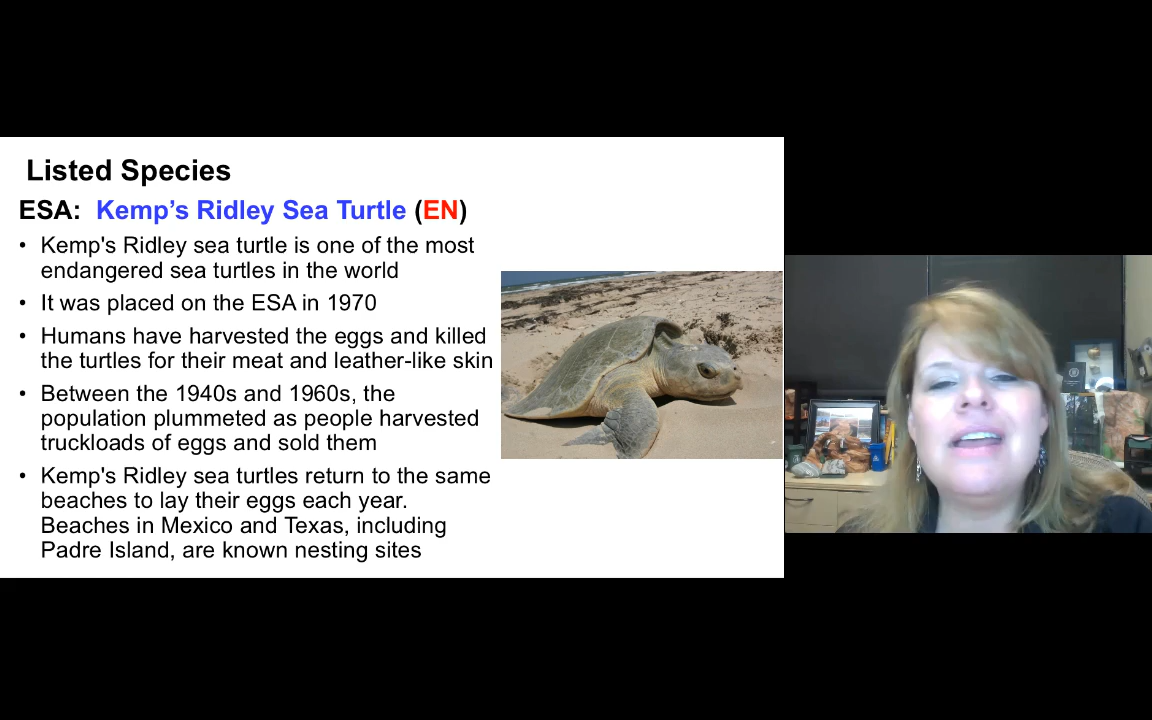 Listed Species
ESA: Kemp’s Ridley Sea Turtle (EN)
• Kemp's Ridley sea turtle is one of the most
endangered sea turtles in the world
• It was placed on the ESA in 1970
• Humans have harvested the eggs and killed
the turtles for their meat and leather-like skin
• Between the 1940s and 1960s, the
population plummeted as people harvested
truckloads of eggs and sold them
• Kemp's Ridley sea turtles return to the same
beaches to lay their eggs each year.
Beaches in Mexico and Texas, including
Padre Island, are known nesting sites